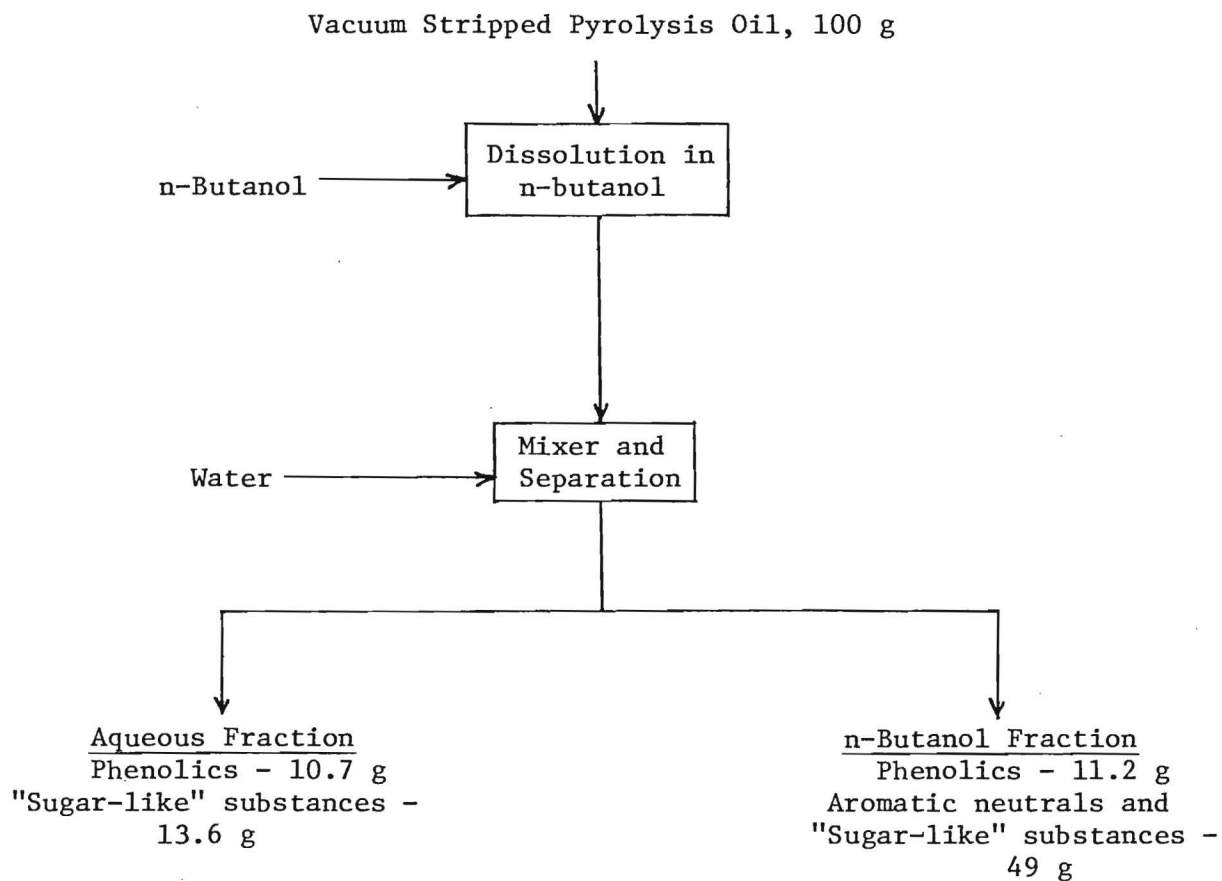 Vacuum Stripped Pyrolysis Oil, 100 g
Dissolution in
n-butanol
n-Butanol
Mixer and
Separation
Water
Aqueous Fraction
Phenolics - 10.7 g
"Sugar-like" substances -
13.6 g
n-Butanol Fraction
Phenolics - 11.2 g
Aromatic neutrals and
"Sugar-like" substances -
49 g